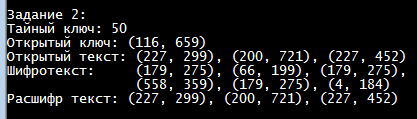 Задание 2:
Тайный ключ: 50
Открытый ключ: (116, 659)
Открытый текст: (227, 299), (200, 721), (227, 452)
Шифротекст: (179, 275), (66, 199), (179, 275),
(558, 359), (179, 275), (4, 184)
Расшифр текст: (227, 299), (200, 721), (227, 452)